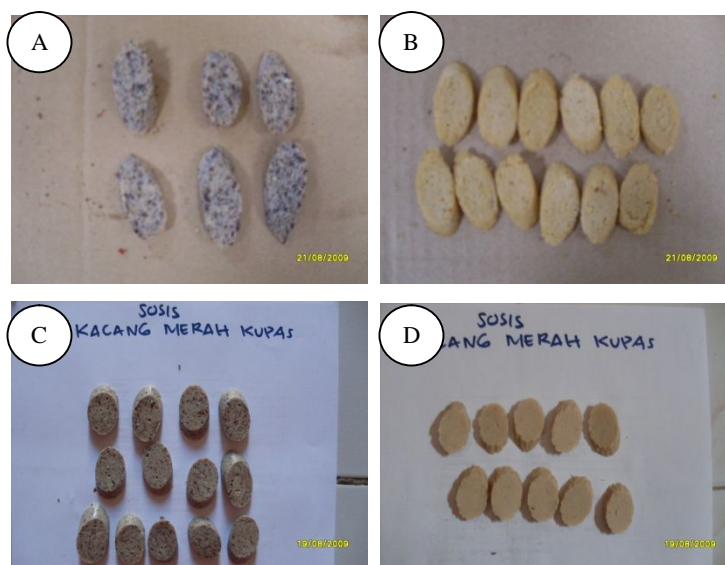 A
B
21/08/2009
21/08/2009
C
SOSIS
KACANG MERAH KUPAS
19/08/2009
D
SOSIS
ANG MERAH KUPAS
19/08/2009